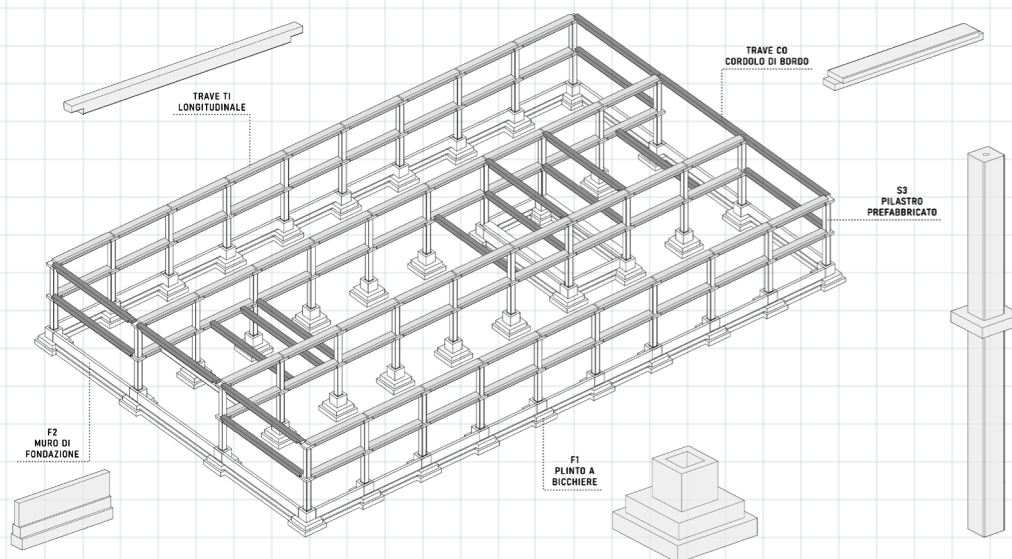 TRAVE CO
CORDOLO DI BORDO
TRAVE TI
LONGITUDINALE
S3
PILASTRO
PREFABBRICATO
F2
MURO DI
FONDAZIONE
F1
PLINTO A
BICCHIERE